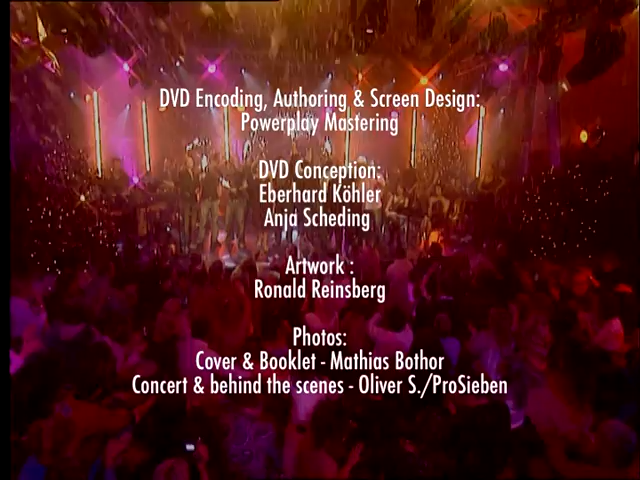 DVD Encoding, Authoring & Screen Design:
Powerplay Mastering
DVD Conception:
Eberhard Köhler
Anja Scheding
Artwork :
Ronald Reinsberg
Photos:
Cover & Booklet - Mathias Bothor
Concert & behind the scenes - Oliver S./ProSieben